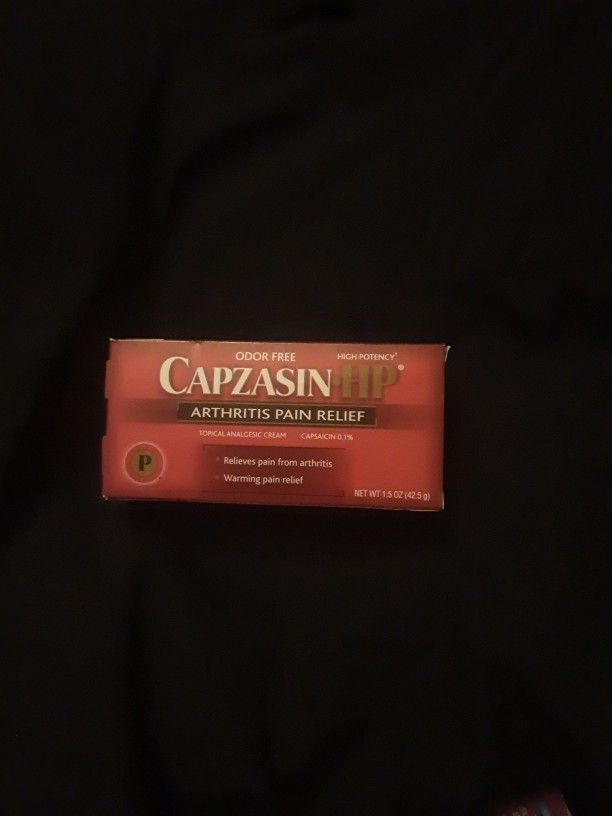 ODOR FREE
HIGH POTENCY*
CAPZASIN·HP®
ARTHRITIS PAIN RELIEF
TOPICAL ANALGESIC CREAM CAPSAICIN 0.1%
P
• Relieves pain from arthritis
• Warming pain relief
NET WT 1.5 OZ (42.5 g)